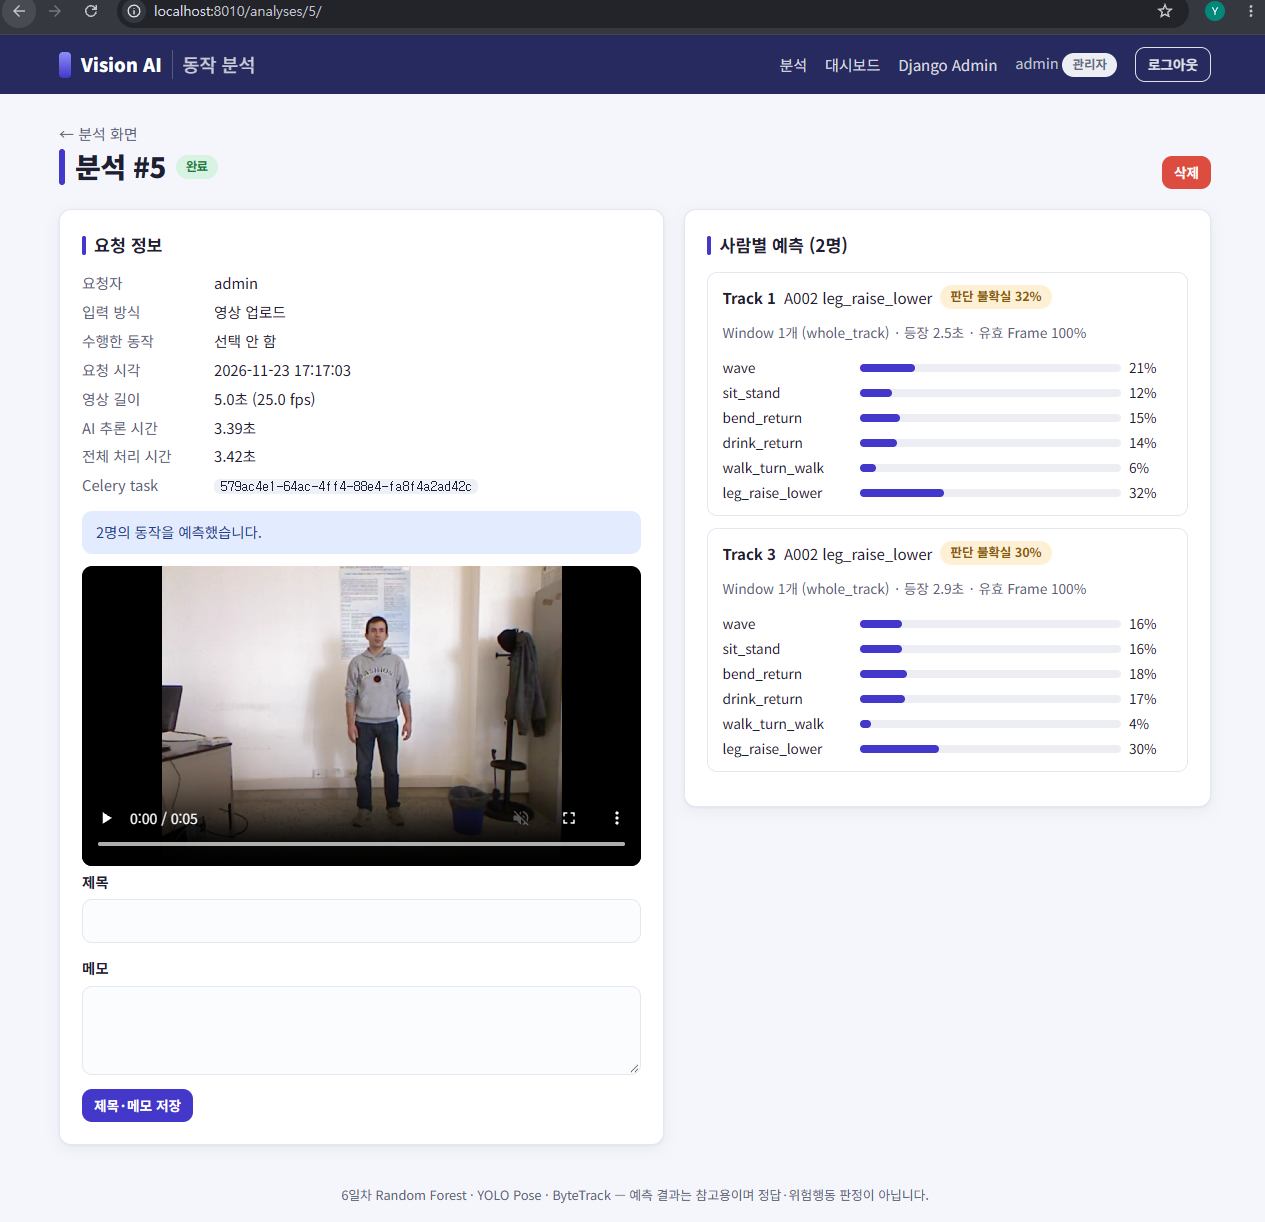 localhost:8010/analyses/5/
Y
Vision AI 동작 분석
분석 대시보드 Django Admin admin 관리자 로그아웃
← 분석 화면
분석 #5 완료
삭제
요청 정보
요청자 admin
입력 방식 영상 업로드
수행한 동작 선택 안 함
요청 시각 2026-11-23 17:17:03
영상 길이 5.0초 (25.0 fps)
AI 추론 시간 3.39초
전체 처리 시간 3.42초
Celery task 579ac4e1-64ac-4ff4-88e4-fa8f4a2ad42c
2명의 동작을 예측했습니다.
0:00 / 0:05
제목
메모
제목·메모 저장
사람별 예측 (2명)
Track 1 A002 leg_raise_lower 판단 불확실 32%
Window 1개 (whole_track) · 등장 2.5초 · 유효 Frame 100%
wave 21%
sit_stand 12%
bend_return 15%
drink_return 14%
walk_turn_walk 6%
leg_raise_lower 32%
Track 3 A002 leg_raise_lower 판단 불확실 30%
Window 1개 (whole_track) · 등장 2.9초 · 유효 Frame 100%
wave 16%
sit_stand 16%
bend_return 18%
drink_return 17%
walk_turn_walk 4%
leg_raise_lower 30%
6일차 Random Forest · YOLO Pose · ByteTrack — 예측 결과는 참고용이며 정답·위험행동 판정이 아닙니다.